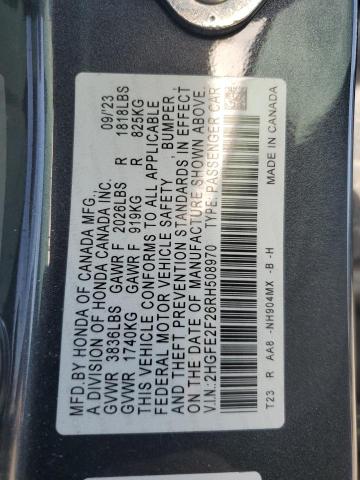 MFD.BY HONDA OF CANADA MFG., 09/23
A DIVISION OF HONDA CANADA INC.
GVWR 3836LBS GAWR F 2028LBS R 1818LBS
GVWR 1740KG GAWR F 919KG R 825KG
THIS VEHICLE CONFORMS TO ALL APPLICABLE
FEDERAL MOTOR VEHICLE SAFETY, BUMPER,
AND THEFT PREVENTION STANDARDS IN EFFECT
ON THE DATE OF MANUFACTURE SHOWN ABOVE.
V.I.N.:2HGFE2F26RH508970 TYPE:PASSENGER CAR
T23 R AA8 -NH904MX -B -H MADE IN CANADA